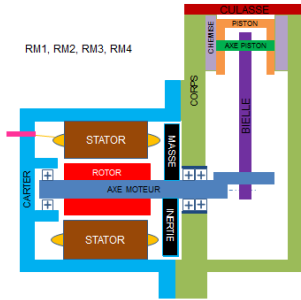 CULASSE
PISTON
CHEMISE
AXE PISTON
RM1, RM2, RM3, RM4
CORPS
BIELLE
STATOR
MASSE
ROTOR
CARTER
AXE MOTEUR
INERTIE
STATOR